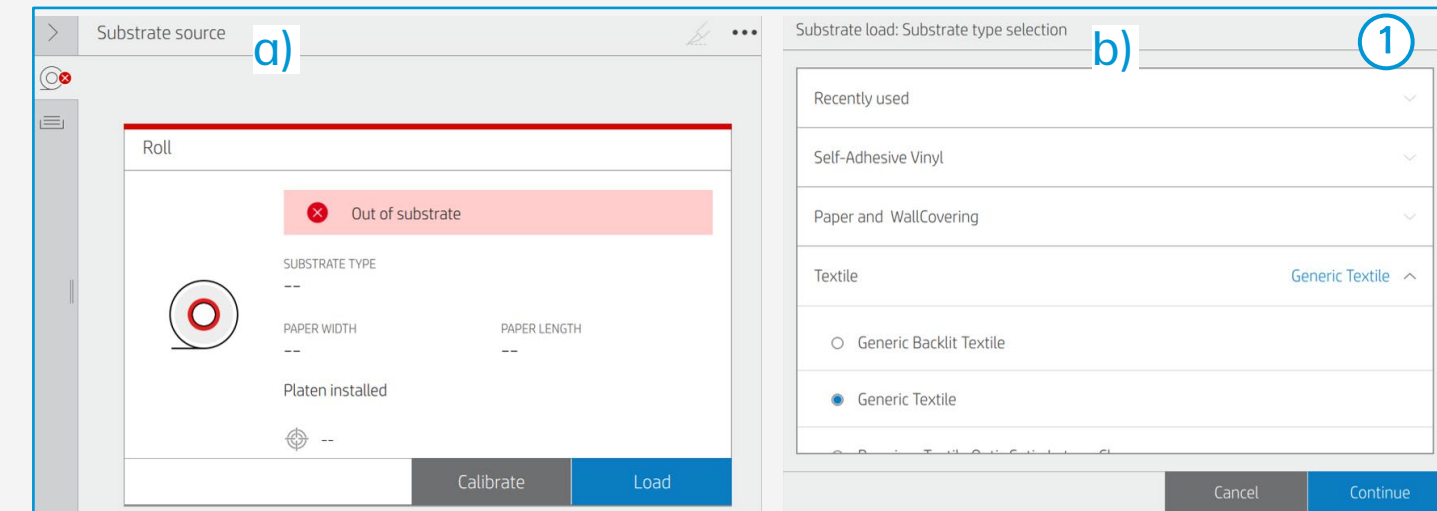 Substrate source
a)
Roll
Out of substrate
SUBSTRATE TYPE
--
PAPER WIDTH PAPER LENGTH
-- --
Platen installed
--
Calibrate Load
Substrate load: Substrate type selection
b)
1
Recently used
Self-Adhesive Vinyl
Paper and WallCovering
Textile Generic Textile
Generic Backlit Textile
Generic Textile
Cancel Continue